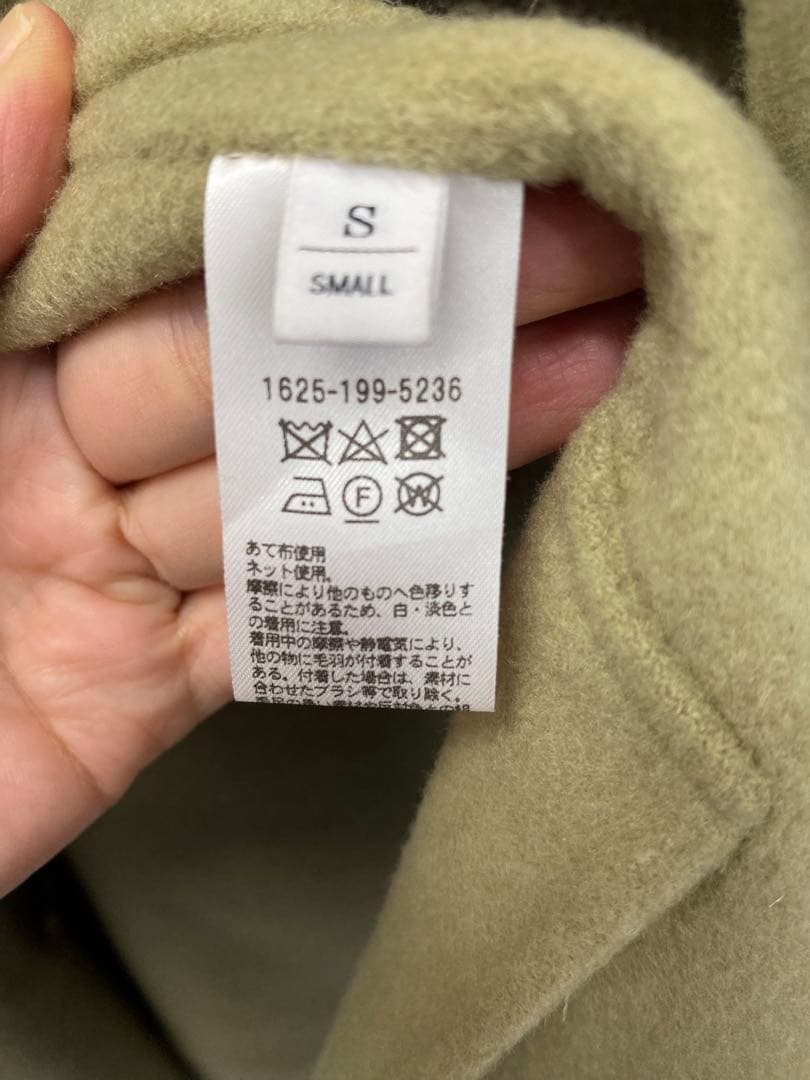 S
SMALL
1625-199-5236
F
W
あて布使用
ネット使用。
摩擦により他のものへ色移りす
ることがあるため、白・淡色と
の着用に注意。
着用中の摩擦や静電気により、
他の物に毛羽が付着することが
ある。付着した場合は、素材に
合わせたブラシ等で取り除く。